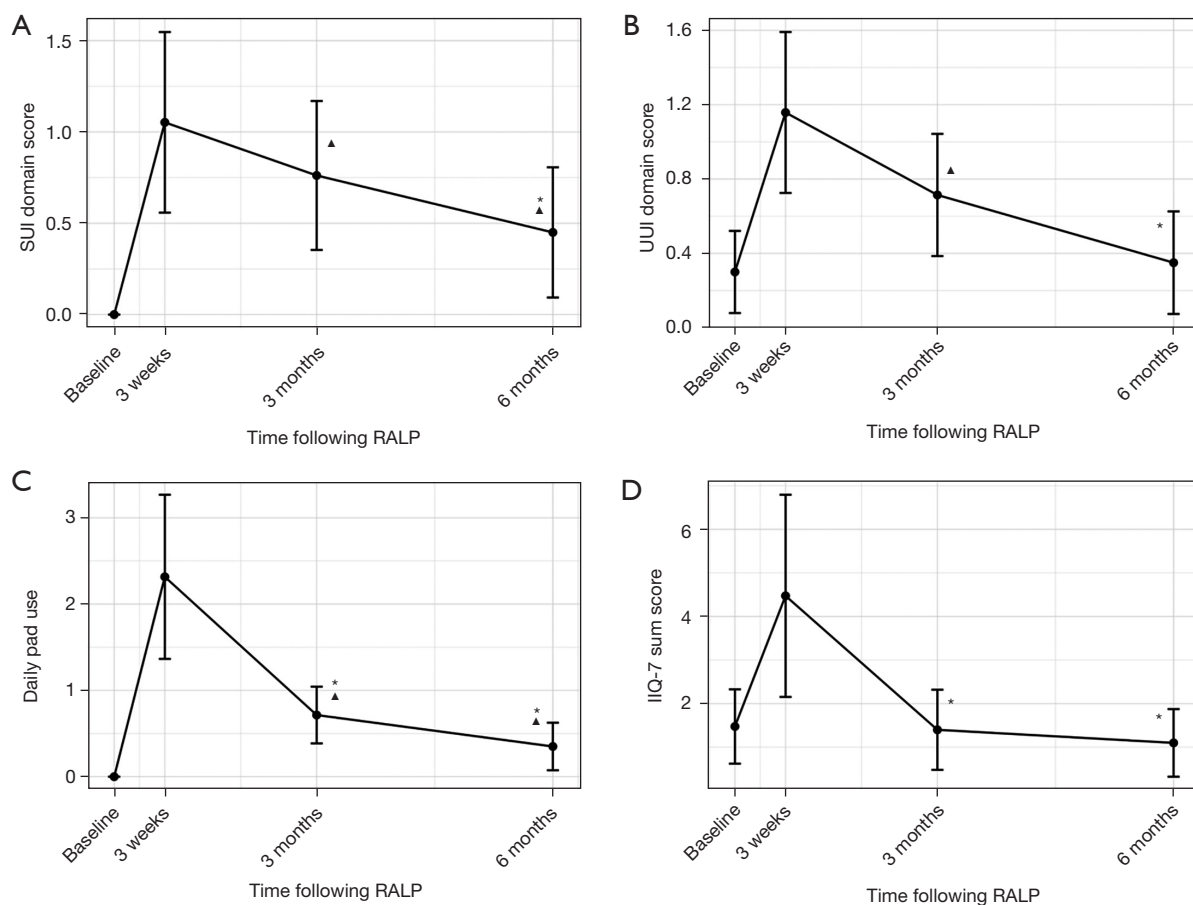 A
SUI domain score
1.5
1.0
0.5
0.0
▲
*
▲
Baseline
3 weeks
3 months
6 months
Time following RALP
B
UUI domain score
1.6
1.2
0.8
0.4
0.0
▲
*
Baseline
3 weeks
3 months
6 months
Time following RALP
C
Daily pad use
3
2
1
0
*
▲
*
▲
Baseline
3 weeks
3 months
6 months
Time following RALP
D
IIQ-7 sum score
6
4
2
*
*
Baseline
3 weeks
3 months
6 months
Time following RALP